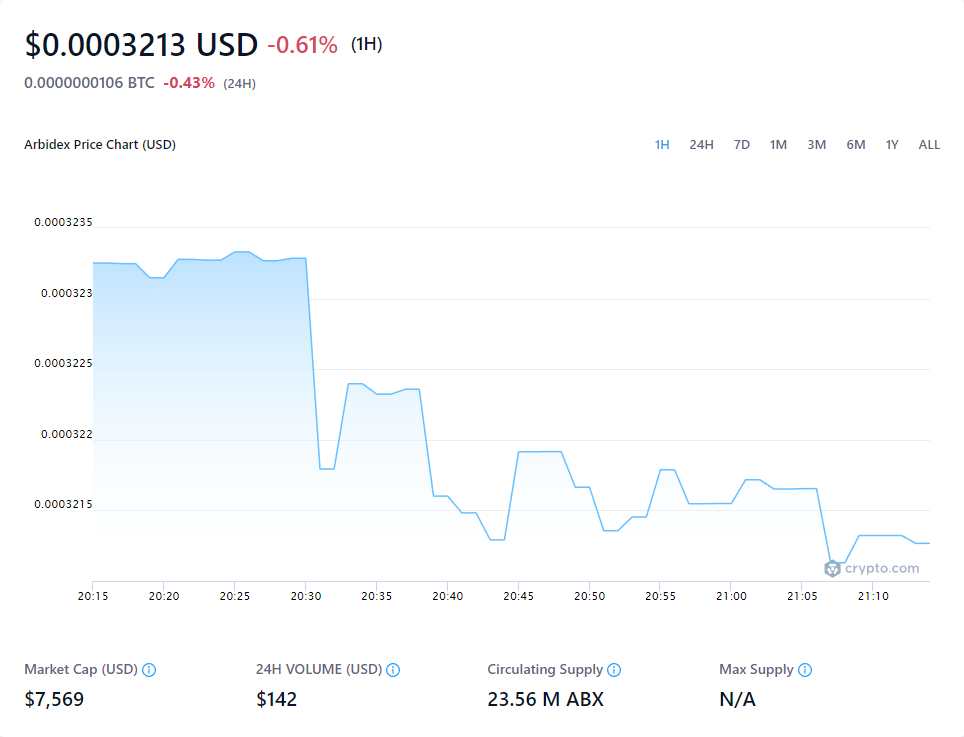 $0.0003213 USD -0.61% (1H)
0.0000000106 BTC -0.43% (24H)
Arbidex Price Chart (USD) 1H 24H 7D 1M 3M 6M 1Y ALL
0.0003235
0.000323
0.0003225
0.000322
0.0003215
crypto.com
20:15 20:20 20:25 20:30 20:35 20:40 20:45 20:50 20:55 21:00 21:05 21:10
Market Cap (USD) 24H VOLUME (USD) Circulating Supply Max Supply
$7,569 $142 23.56 M ABX N/A